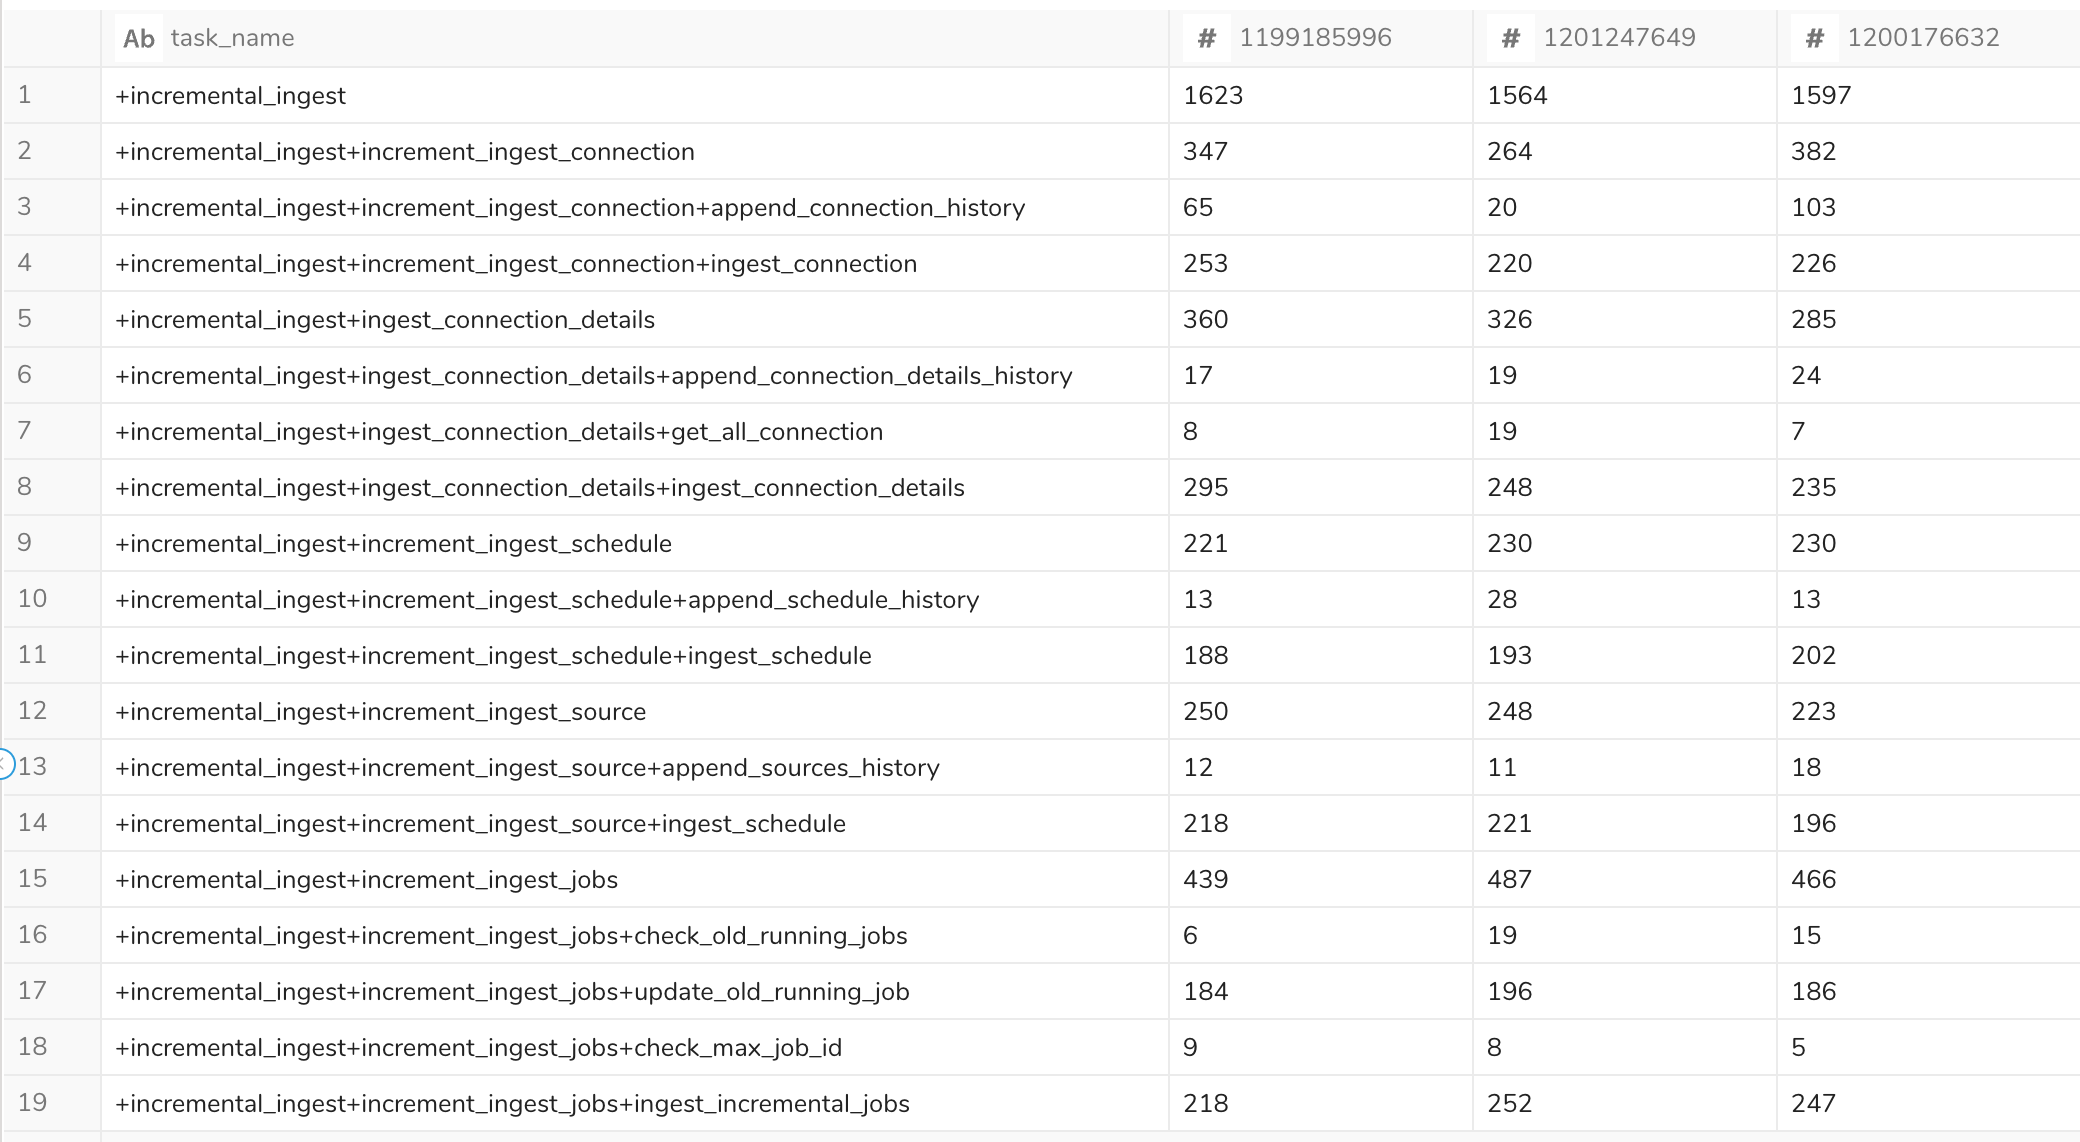 Ab task_name # 1199185996 # 1201247649 # 1200176632
1 +incremental_ingest 1623 1564 1597
2 +incremental_ingest+increment_ingest_connection 347 264 382
3 +incremental_ingest+increment_ingest_connection+append_connection_history 65 20 103
4 +incremental_ingest+increment_ingest_connection+ingest_connection 253 220 226
5 +incremental_ingest+ingest_connection_details 360 326 285
6 +incremental_ingest+ingest_connection_details+append_connection_details_history 17 19 24
7 +incremental_ingest+ingest_connection_details+get_all_connection 8 19 7
8 +incremental_ingest+ingest_connection_details+ingest_connection_details 295 248 235
9 +incremental_ingest+increment_ingest_schedule 221 230 230
10 +incremental_ingest+increment_ingest_schedule+append_schedule_history 13 28 13
11 +incremental_ingest+increment_ingest_schedule+ingest_schedule 188 193 202
12 +incremental_ingest+increment_ingest_source 250 248 223
13 +incremental_ingest+increment_ingest_source+append_sources_history 12 11 18
14 +incremental_ingest+increment_ingest_source+ingest_schedule 218 221 196
15 +incremental_ingest+increment_ingest_jobs 439 487 466
16 +incremental_ingest+increment_ingest_jobs+check_old_running_jobs 6 19 15
17 +incremental_ingest+increment_ingest_jobs+update_old_running_job 184 196 186
18 +incremental_ingest+increment_ingest_jobs+check_max_job_id 9 8 5
19 +incremental_ingest+increment_ingest_jobs+ingest_incremental_jobs 218 252 247